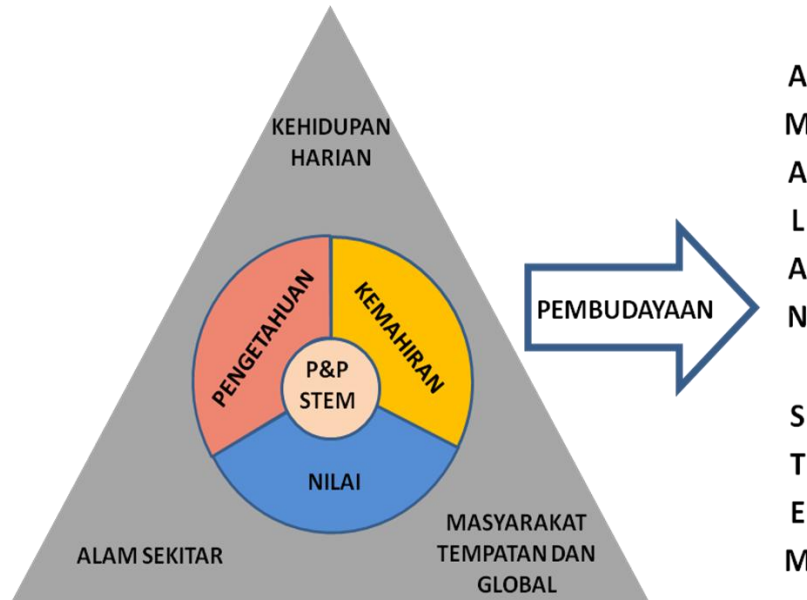 KEHIDUPAN
HARIAN
PENGETAHUAN
KEMAHIRAN
P&P
STEM
NILAI
ALAM SEKITAR
MASYARAKAT
TEMPATAN DAN
GLOBAL
PEMBUDAYAAN
A
M
A
L
A
N
S
T
E
M